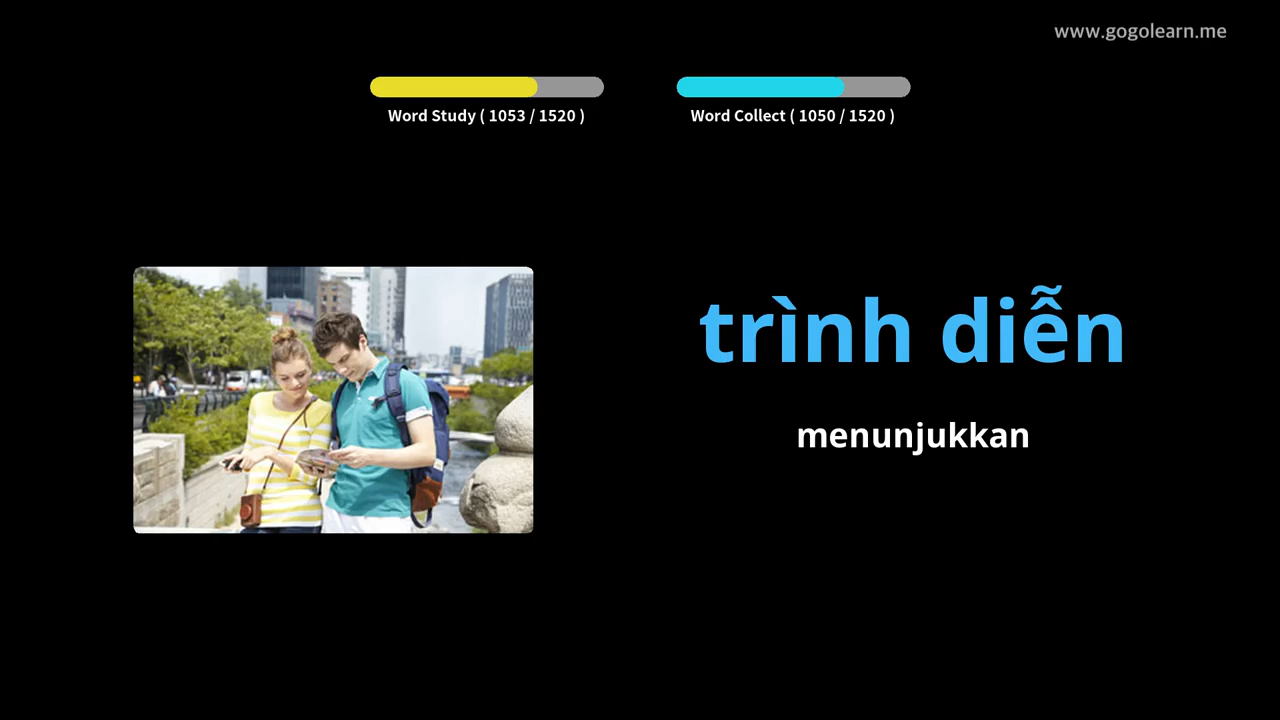 www.gogolearn.me
Word Study ( 1053 / 1520 )
Word Collect ( 1050 / 1520 )
trình diễn
menunjukkan